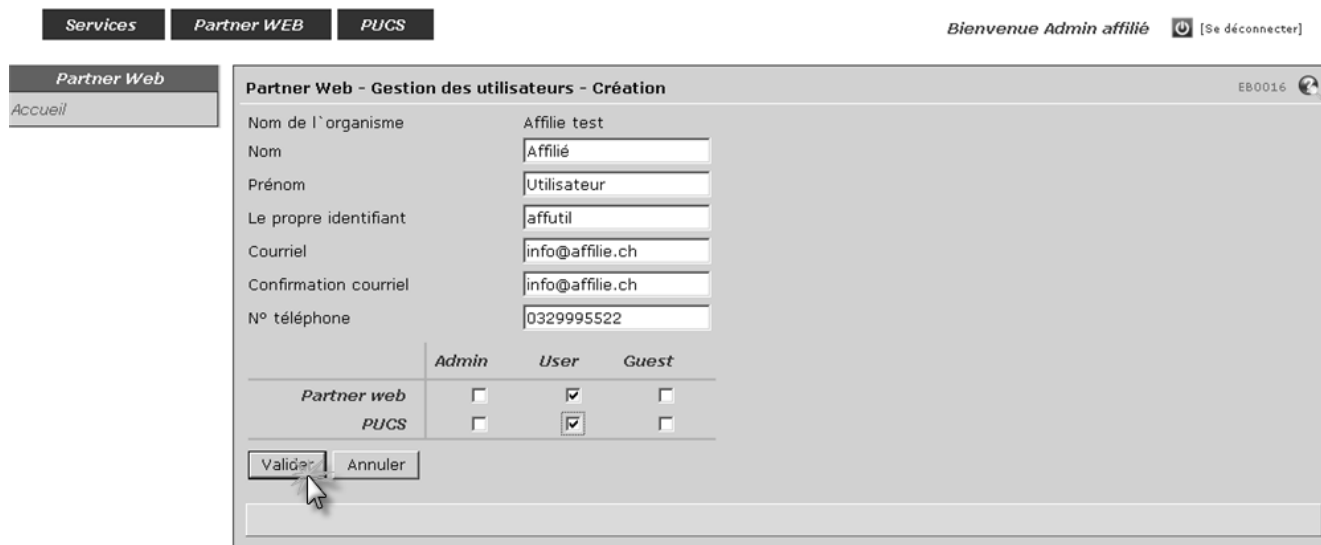 Services Partner WEB PUCS Bienvenue Admin affilié [Se déconnecter]
Partner Web
Accueil
Partner Web - Gestion des utilisateurs - Création EB0016
Nom de l`organisme Affilie test
Nom Affilié
Prénom Utilisateur
Le propre identifiant affutil
Courriel info@affilie.ch
Confirmation courriel info@affilie.ch
Nº téléphone 0329995522
Admin User Guest
Partner web
PUCS
Valider Annuler